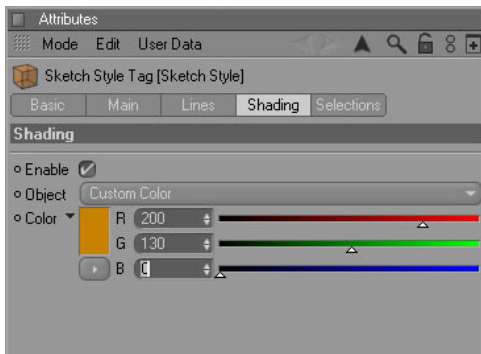 Attributes
Mode Edit User Data
Sketch Style Tag [Sketch Style]
Basic Main Lines Shading Selections
Shading
Enable
Object Custom Color
Color R 200
G 130
B 0